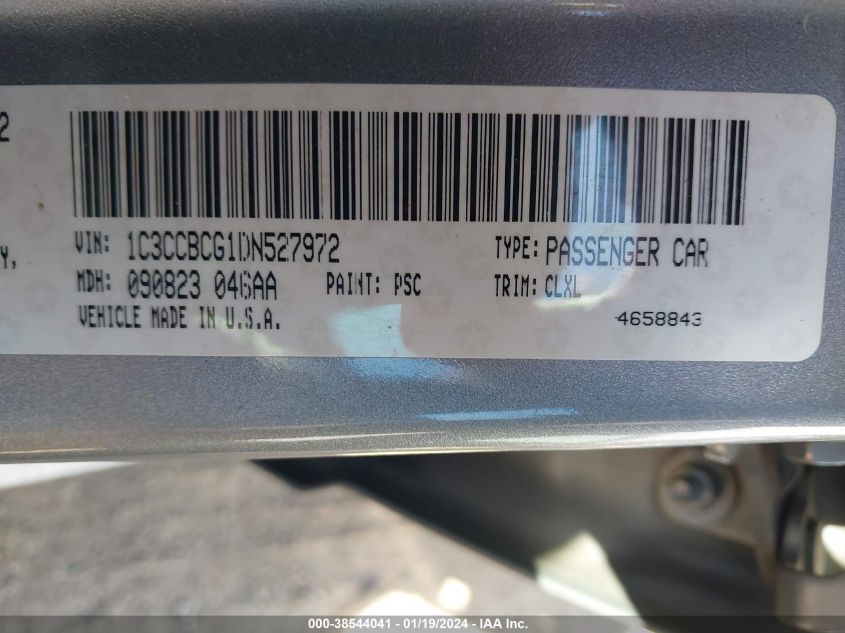 2
Y,
VIN: 1C3CCBCG1DN527972 TYPE: PASSENGER CAR
MDH: 090823 046AA PAINT: PSC TRIM: CLXL
VEHICLE MADE IN U.S.A. 4658843
000-38544041 - 01/19/2024 - IAA Inc.